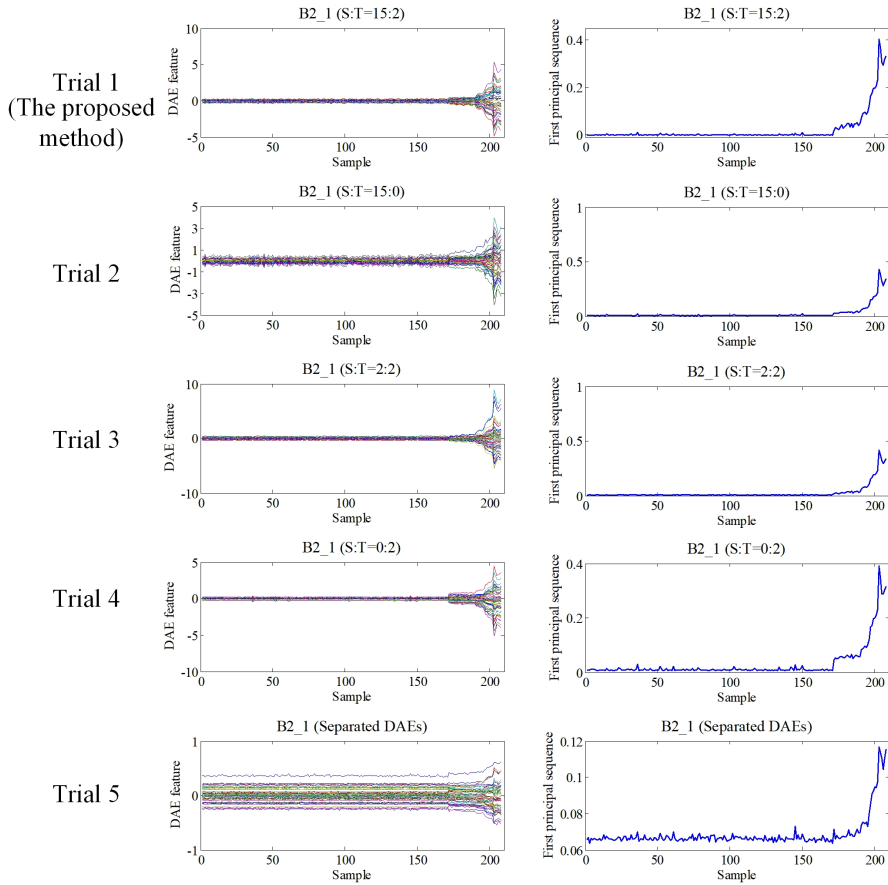 Trial 1
(The proposed
method)
B2_1 (S:T=15:2)
DAE feature
10
5
0
-5
0
50
100
150
200
Sample
B2_1 (S:T=15:2)
First principal sequence
0.4
0.2
0
0
50
100
150
200
Sample
Trial 2
B2_1 (S:T=15:0)
DAE feature
5
3
1
-1
-3
-5
0
50
100
150
200
Sample
B2_1 (S:T=15:0)
First principal sequence
1
0.5
0
0
50
100
150
200
Sample
Trial 3
B2_1 (S:T=2:2)
DAE feature
10
0
-10
0
50
100
150
200
Sample
B2_1 (S:T=2:2)
First principal sequence
1
0.5
0
0
50
100
150
200
Sample
Trial 4
B2_1 (S:T=0:2)
DAE feature
5
0
-5
-10
0
50
100
150
200
Sample
B2_1 (S:T=0:2)
First principal sequence
0.4
0.2
0
0
50
100
150
200
Sample
Trial 5
B2_1 (Separated DAEs)
DAE feature
1
0
-1
0
50
100
150
200
Sample
B2_1 (Separated DAEs)
First principal sequence
0.12
0.1
0.08
0.06
0
50
100
150
200
Sample